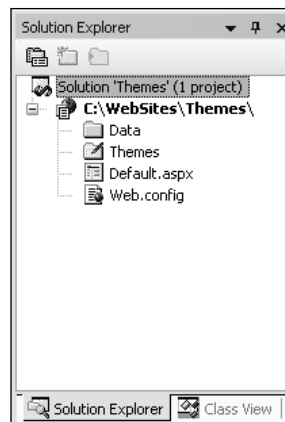 Solution Explorer
Solution 'Themes' (1 project)
C:\WebSites\Themes\
Data
Themes
Default.aspx
Web.config
Solution Explorer Class View